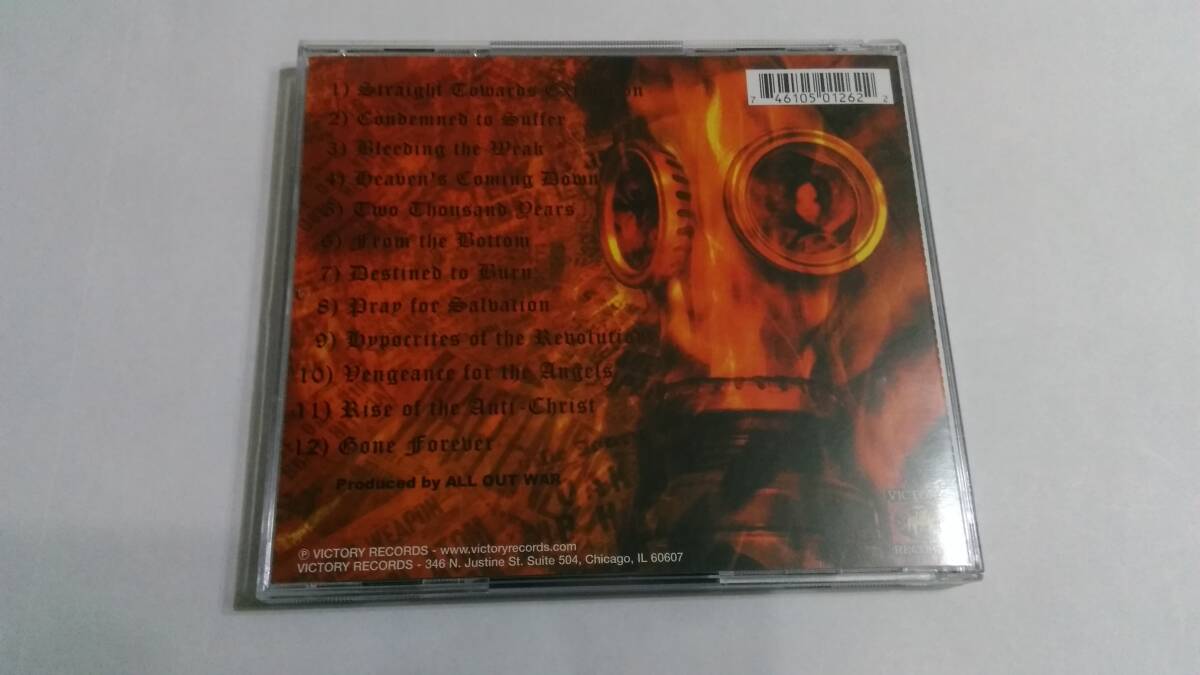 1) Straight Towards Extinction
2) Condemned to Suffer
3) Bleeding the Weak
4) Heaven's Coming Down
5) Two Thousand Years
6) From the Bottom
7) Destined to Burn
8) Pray for Salvation
9) Hypocrites of the Revolution
10) Vengeance for the Angels
11) Rise of the Anti-Christ
12) Gone Forever
Produced by ALL OUT WAR
WEAPON
℗ VICTORY RECORDS - www.victoryrecords.com
VICTORY RECORDS - 346 N. Justine St. Suite 504, Chicago, IL 60607
7 46105 01262 2